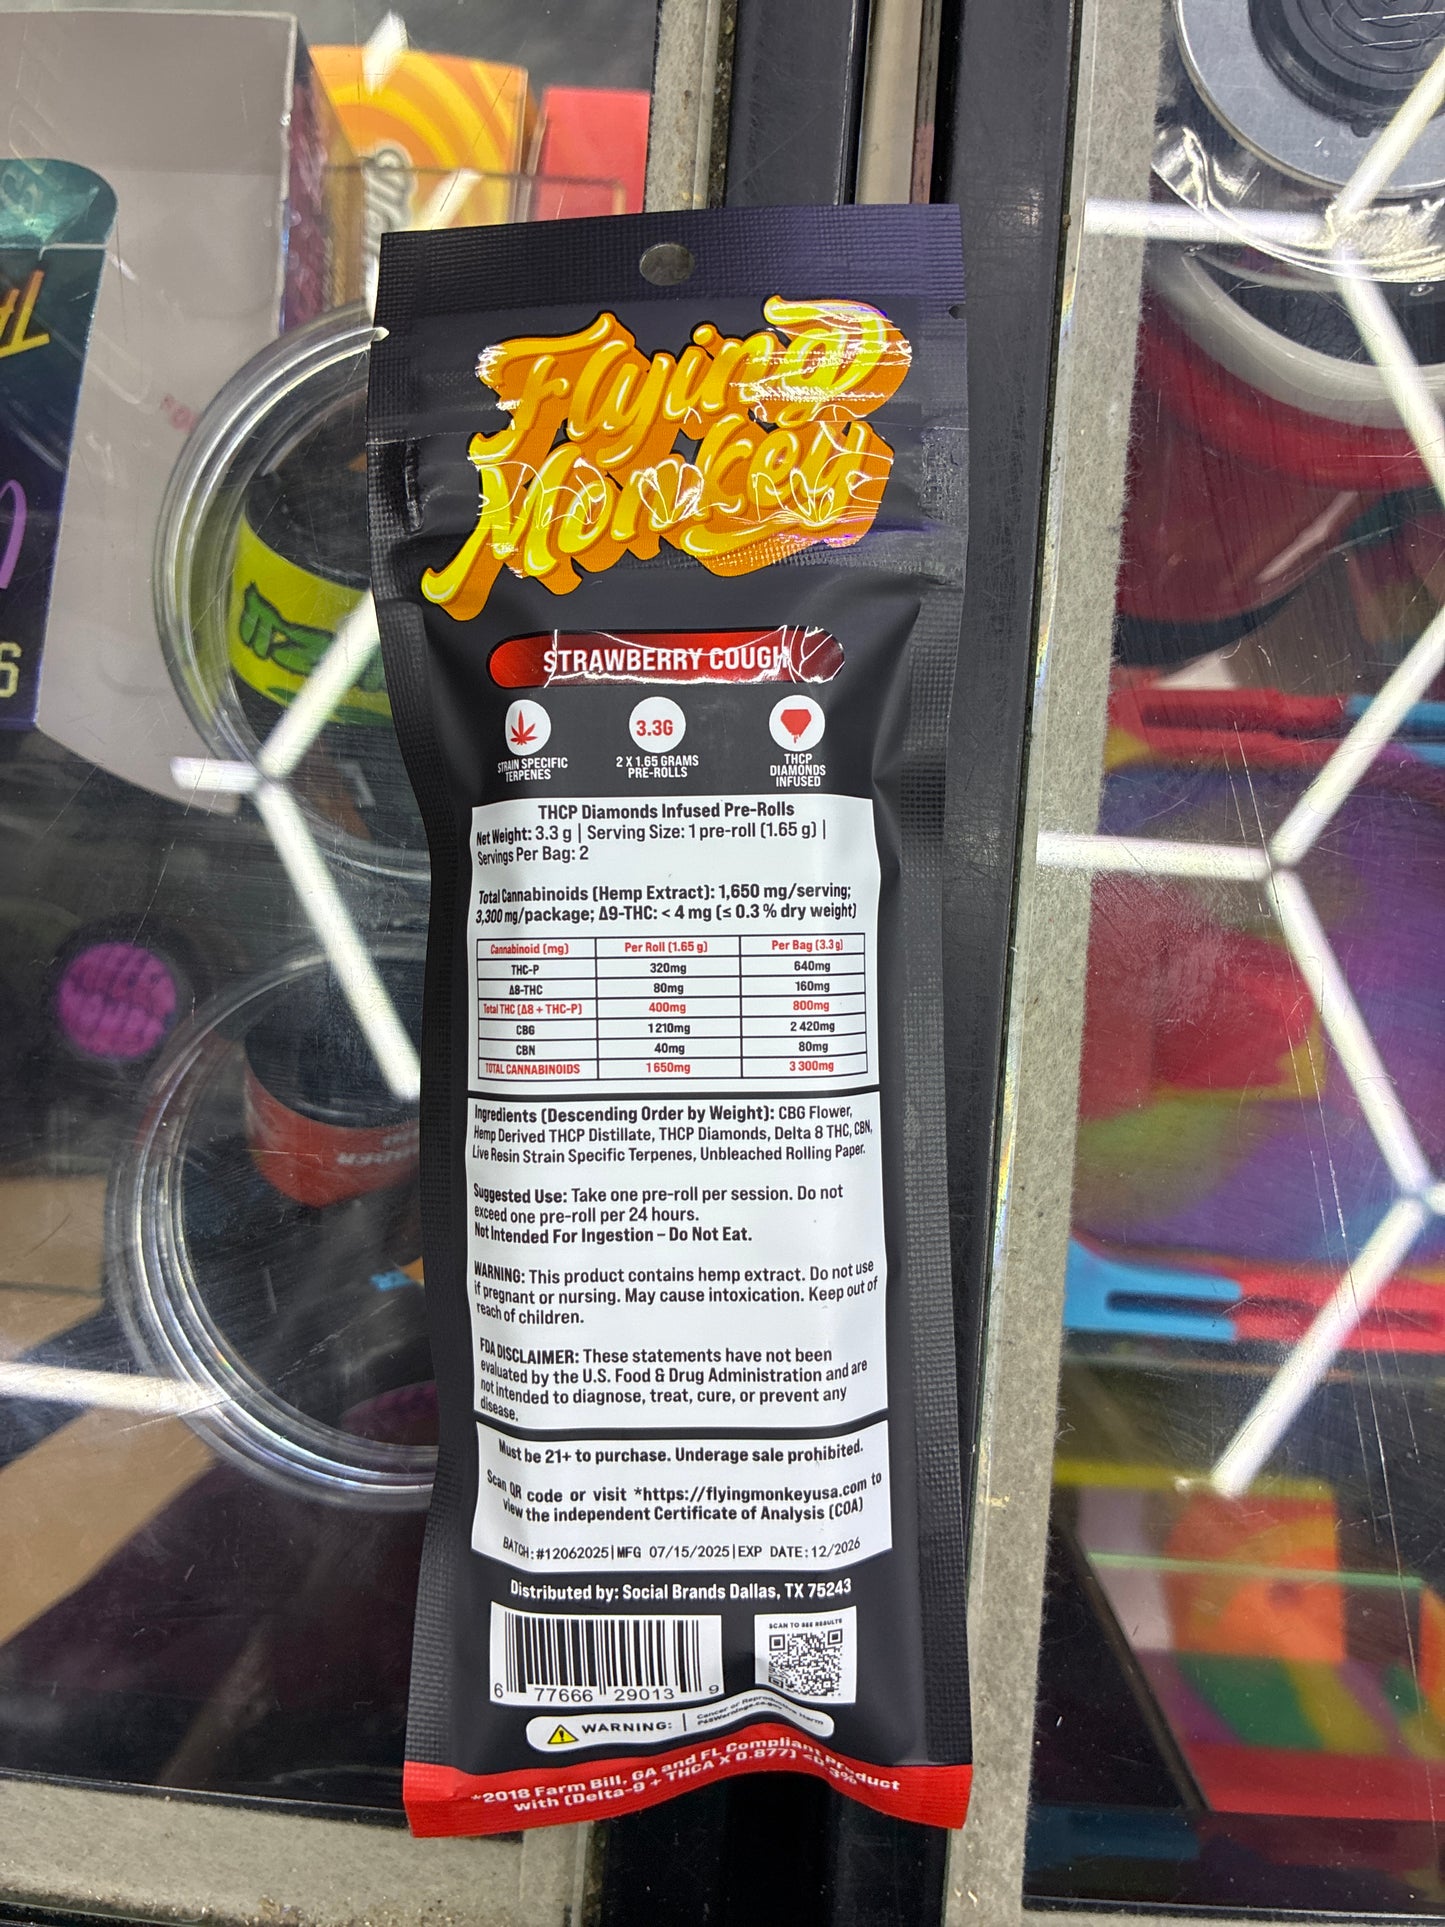 Flying
Monkey
STRAWBERRY COUGH
STRAIN SPECIFIC
TERPENES
3.3G
2 X 1.65 GRAMS
PRE-ROLLS
THCP
DIAMONDS
INFUSED
THCP Diamonds Infused Pre-Rolls
Net Weight: 3.3 g | Serving Size: 1 pre-roll (1.65 g) |
Servings Per Bag: 2
Total Cannabinoids (Hemp Extract): 1,650 mg/serving;
3,300 mg/package; Δ9-THC: < 4 mg (≤ 0.3 % dry weight)
Cannabinoid (mg) Per Roll (1.65 g) Per Bag (3.3 g)
THC-P 320mg 640mg
Δ8-THC 80mg 160mg
Total THC (Δ8 + THC-P) 400mg 800mg
CBG 1 210mg 2 420mg
CBN 40mg 80mg
TOTAL CANNABINOIDS 1 650mg 3 300mg
Ingredients (Descending Order by Weight): CBG Flower,
Hemp Derived THCP Distillate, THCP Diamonds, Delta 8 THC, CBN,
Live Resin Strain Specific Terpenes, Unbleached Rolling Paper.
Suggested Use: Take one pre-roll per session. Do not
exceed one pre-roll per 24 hours.
Not Intended For Ingestion – Do Not Eat.
WARNING: This product contains hemp extract. Do not use
if pregnant or nursing. May cause intoxication. Keep out of
reach of children.
FDA DISCLAIMER: These statements have not been
evaluated by the U.S. Food & Drug Administration and are
not intended to diagnose, treat, cure, or prevent any
disease.
Must be 21+ to purchase. Underage sale prohibited.
Scan QR code or visit *https://flyingmonkeyusa.com to
view the independent Certificate of Analysis (COA)
BATCH:#12062025|MFG 07/15/2025|EXP DATE:12/2026
Distributed by: Social Brands Dallas, TX 75243
SCAN TO SEE RESULTS
6 77666 29013 9
WARNING: Cancer or Reproductive Harm
P65Warnings.ca.gov
*2018 Farm Bill, GA and FL Compliant Product
with (Delta-9 + THCA X 0.877) <0.3%